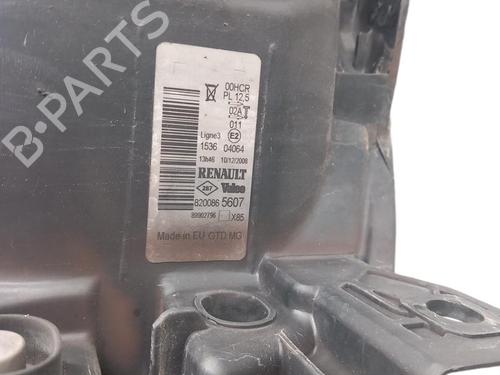 B-PARTS
00HCR
PL 12.5
02A
011
Ligne3 E2
1536 04064
13h46 10/12/2008
RENAULT
287 Valeo
820086 5607
89902796 X85
Made in EU GTD MG